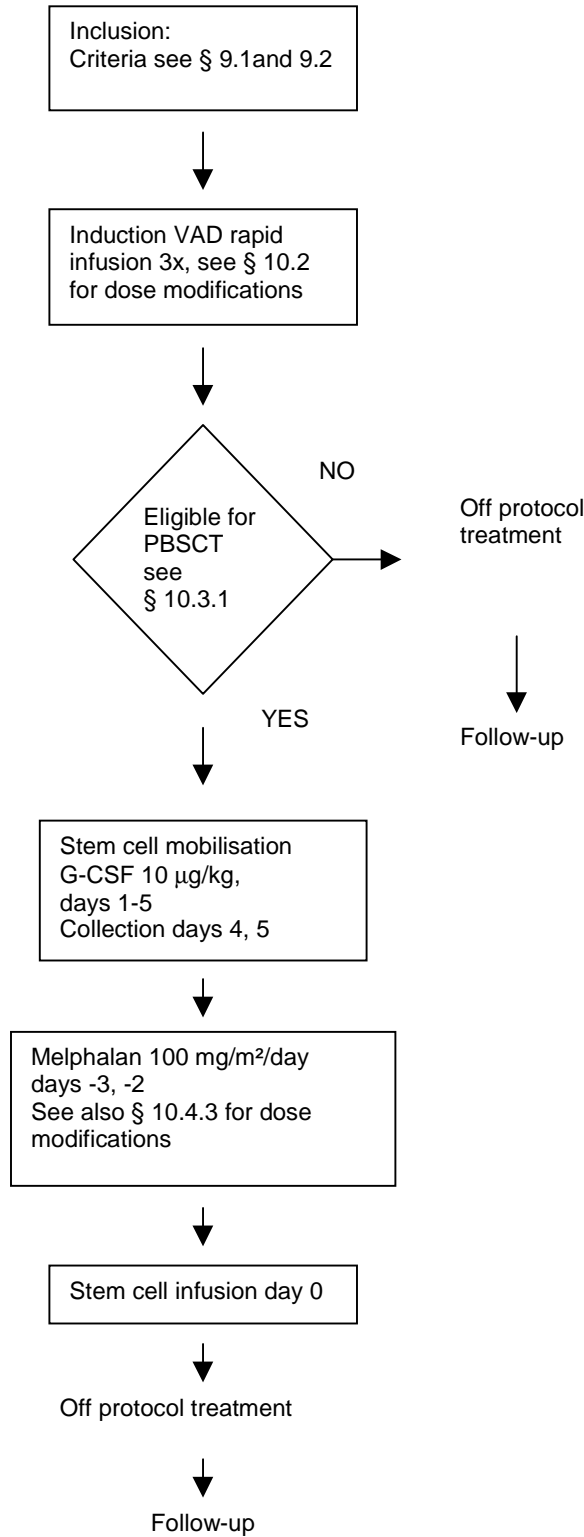 Inclusion:
Criteria see § 9.1and 9.2
Induction VAD rapid
infusion 3x, see § 10.2
for dose modifications
Eligible for
PBSCT
see
§ 10.3.1
NO
Off protocol
treatment
Follow-up
YES
Stem cell mobilisation
G-CSF 10 µg/kg,
days 1-5
Collection days 4, 5
Melphalan 100 mg/m²/day
days -3, -2
See also § 10.4.3 for dose
modifications
Stem cell infusion day 0
Off protocol treatment
Follow-up